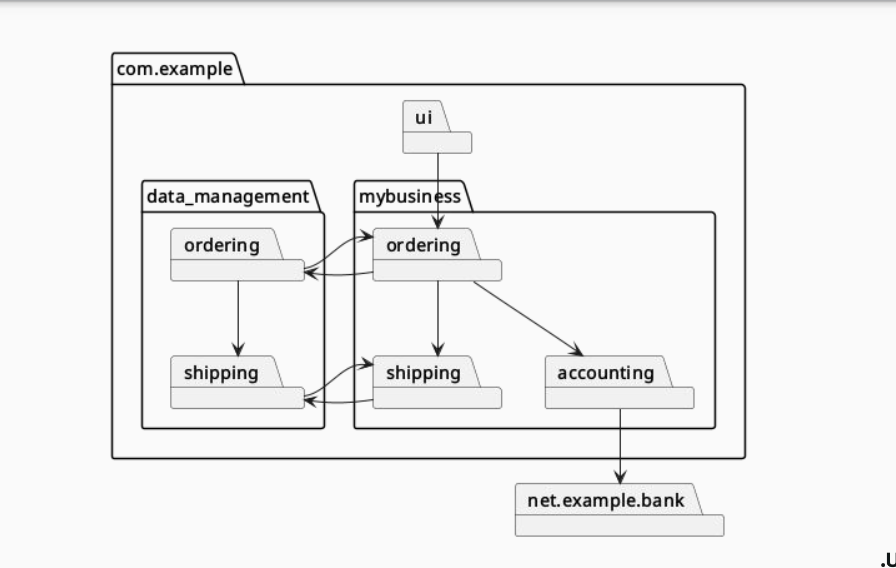 com.example
ui
data_management
mybusiness
ordering
ordering
shipping
shipping
accounting
net.example.bank